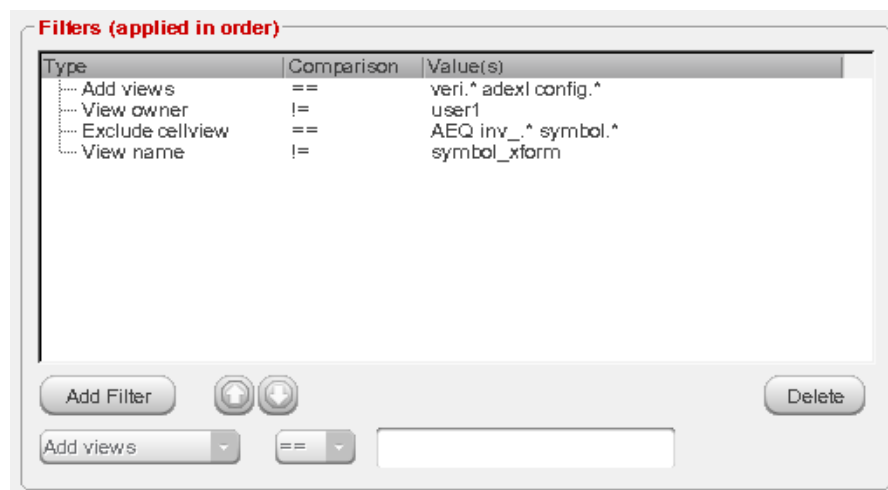 Filters (applied in order)
Type Comparison Value(s)
Add views == veri.* adexl config.*
View owner != user1
Exclude cellview == AEQ inv_.* symbol.*
View name != symbol_xform
Add Filter Delete
Add views ==